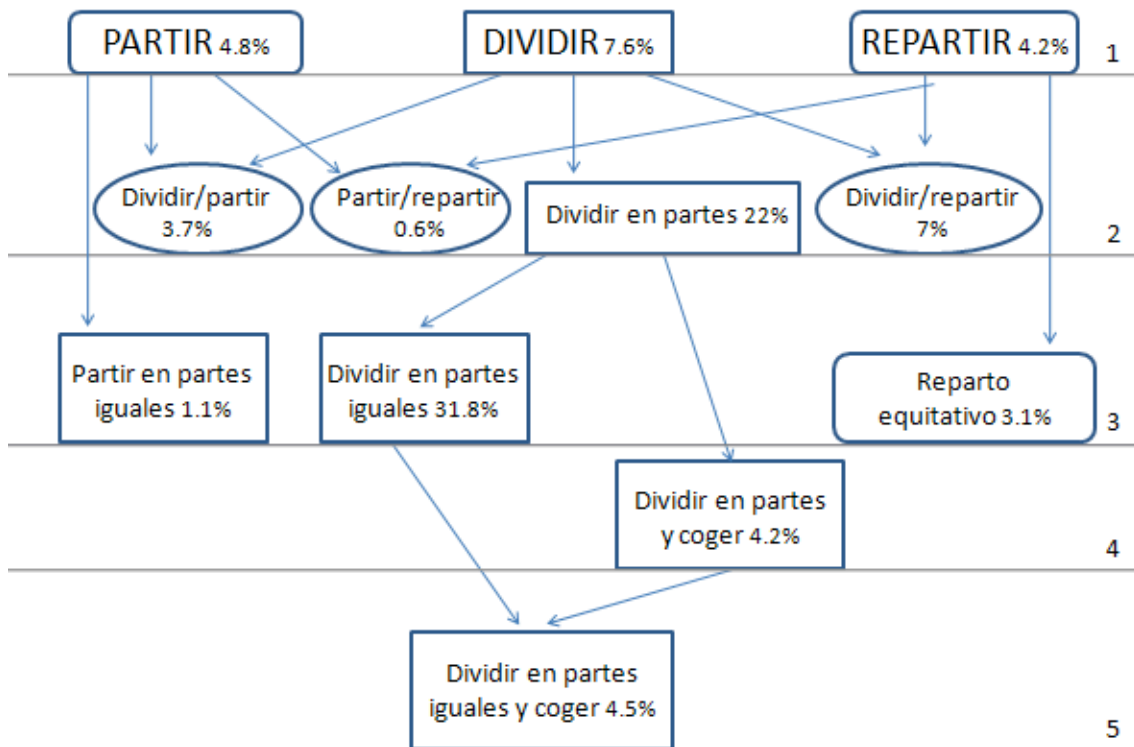 PARTIR 4.8%
DIVIDIR 7.6%
REPARTIR 4.2%
1
Dividir/partir
3.7%
Partir/repartir
0.6%
Dividir en partes 22%
Dividir/repartir
7%
2
Partir en partes
iguales 1.1%
Dividir en partes
iguales 31.8%
Reparto
equitativo 3.1%
3
Dividir en partes
y coger 4.2%
4
Dividir en partes
iguales y coger 4.5%
5